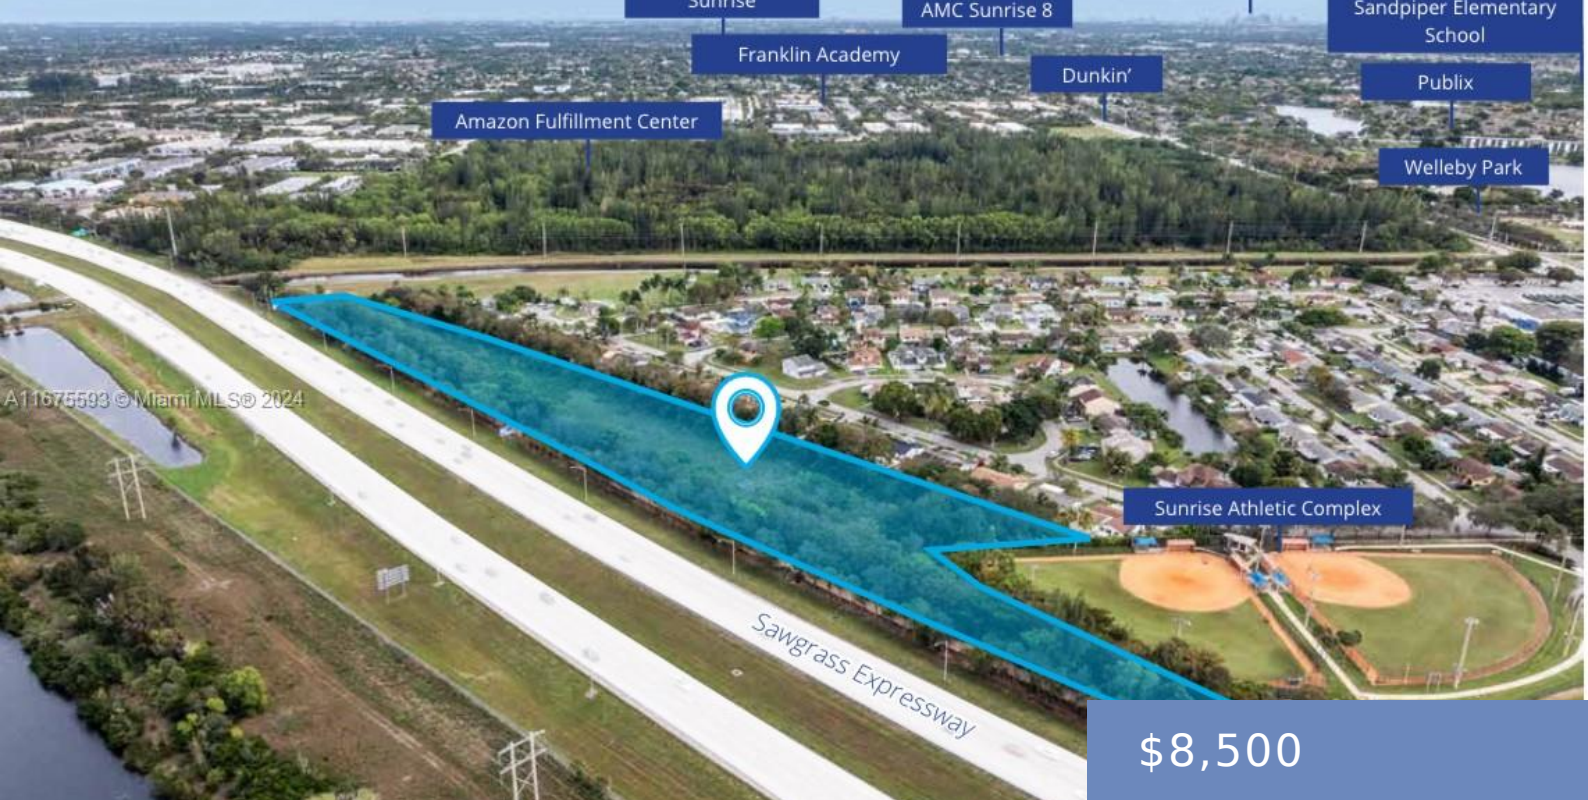 Sunrise
AMC Sunrise 8
Sandpiper Elementary
School
Franklin Academy
Dunkin’
Publix
Amazon Fulfillment Center
Welleby Park
A11675593 © Miami MLS® 2024
Sunrise Athletic Complex
Sawgrass Expressway
$8,500